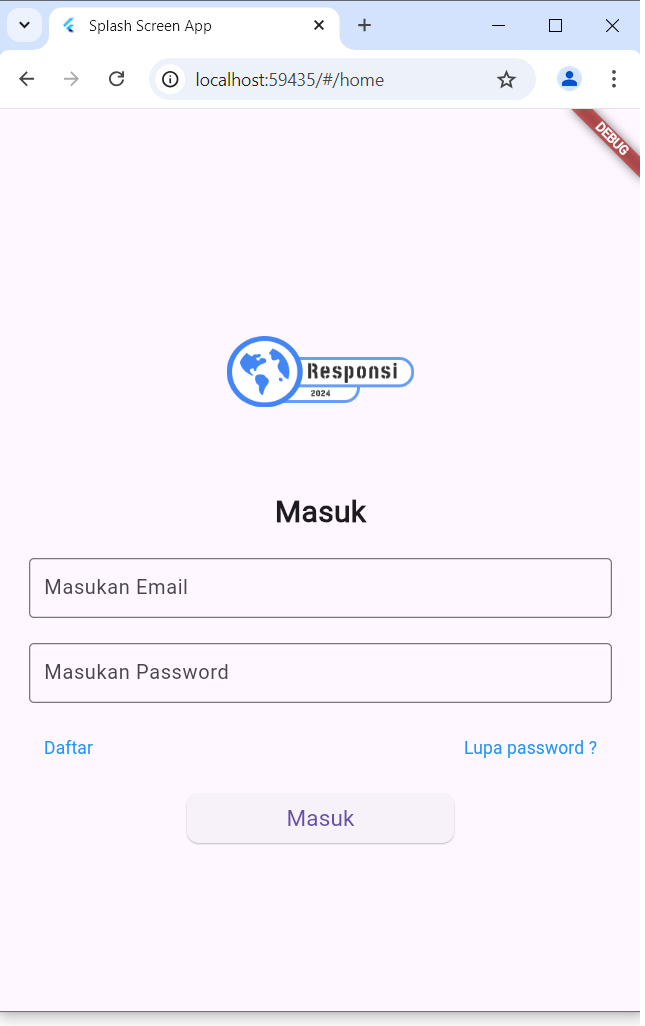 Splash Screen App
localhost:59435/#/home
DEBUG
Responsi
2024
Masuk
Masukan Email
Masukan Password
Daftar Lupa password ?
Masuk